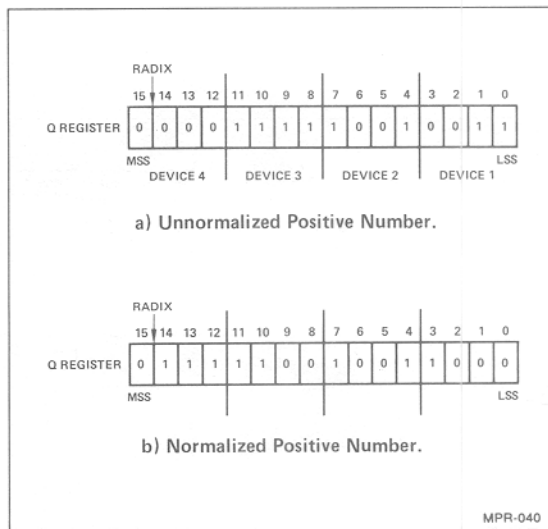 RADIX
15 14 13 12 11 10 9 8 7 6 5 4 3 2 1 0
Q REGISTER 0 0 0 0 1 1 1 1 1 0 0 1 0 0 1 1
MSS LSS
DEVICE 4 DEVICE 3 DEVICE 2 DEVICE 1
a) Unnormalized Positive Number.
RADIX
15 14 13 12 11 10 9 8 7 6 5 4 3 2 1 0
Q REGISTER 0 1 1 1 1 1 0 0 1 0 0 1 1 0 0 0
MSS LSS
b) Normalized Positive Number.
MPR-040